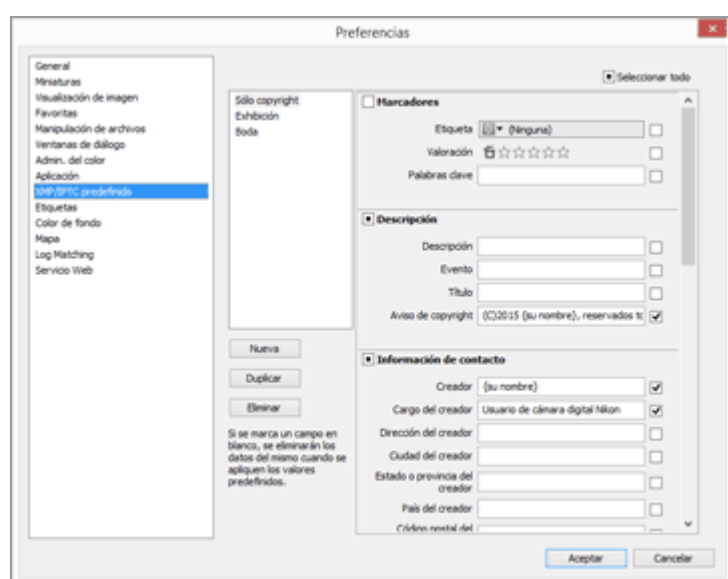 Preferencias
General
Miniaturas
Visualización de imagen
Favoritas
Manipulación de archivos
Ventanas de diálogo
Admin. del color
Aplicación
XMP/IPTC predefinido
Etiquetas
Color de fondo
Mapa
Log Matching
Servicio Web
Sólo copyright
Exhibición
Boda
Nueva
Duplicar
Eliminar
Si se marca un campo en
blanco, se eliminarán los
datos del mismo cuando se
apliquen los valores
predefinidos.
Seleccionar todo
Marcadores
Etiqueta (Ninguna)
Valoración
Palabras clave
Descripción
Descripción
Evento
Título
Aviso de copyright (C)2015 {su nombre}, reservados to
Información de contacto
Creador {su nombre}
Cargo del creador Usuario de cámara digital Nikon
Dirección del creador
Ciudad del creador
Estado o provincia del
creador
País del creador
Código postal del
Aceptar Cancelar